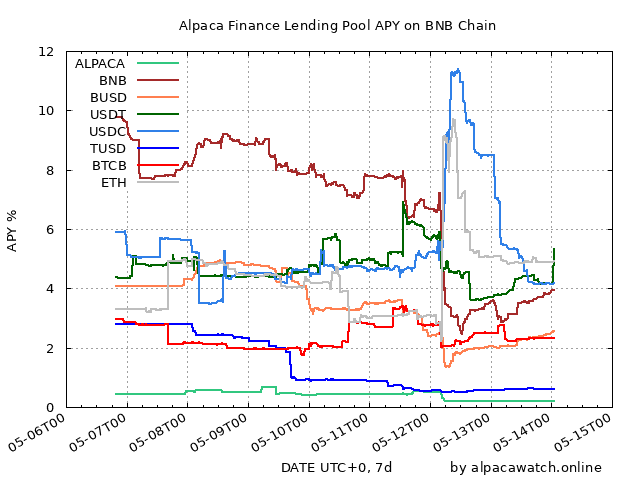 Alpaca Finance Lending Pool APY on BNB Chain
12
10
8
6
4
2
0
APY %
ALPACA
BNB
BUSD
USDT
USDC
TUSD
BTCB
ETH
05-06T00
05-07T00
05-08T00
05-09T00
05-10T00
05-11T00
05-12T00
05-13T00
05-14T00
05-15T00
DATE UTC+0, 7d
by alpacawatch.online